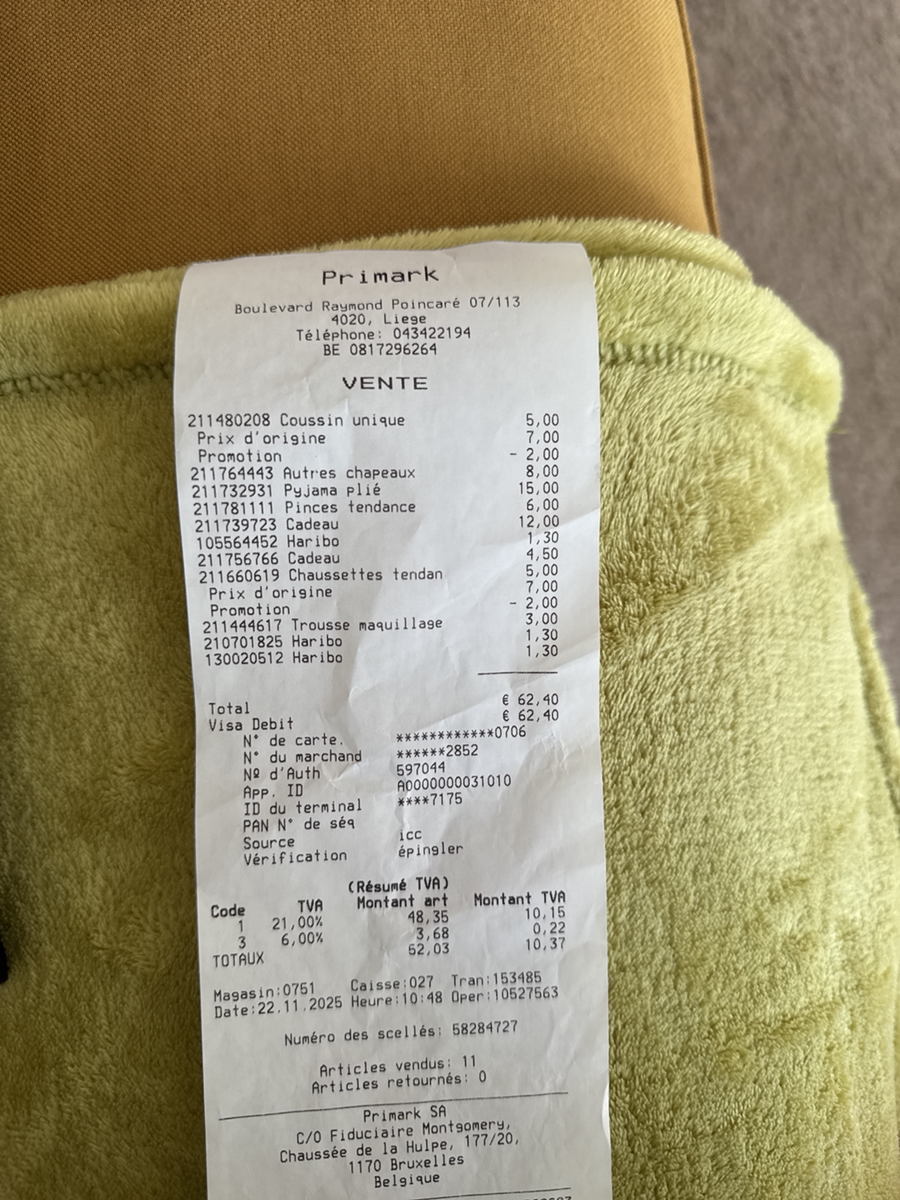 Primark
Boulevard Raymond Poincaré 07/113
4020, Liege
Téléphone: 043422194
BE 0817296264
VENTE
211480208 Coussin unique 5,00
Prix d'origine 7,00
Promotion - 2,00
211764443 Autres chapeaux 8,00
211732931 Pyjama plié 15,00
211781111 Pinces tendance 6,00
211739723 Cadeau 12,00
105564452 Haribo 1,30
211756766 Cadeau 4,50
211660619 Chaussettes tendan 5,00
Prix d'origine 7,00
Promotion - 2,00
211444617 Trousse maquillage 3,00
210701825 Haribo 1,30
130020512 Haribo 1,30
Total € 62,40
Visa Debit € 62,40
N° de carte. ************0706
N° du marchand ******2852
Nº d'Auth 597044
App. ID A0000000031010
ID du terminal ****7175
PAN N° de séq
Source icc
Vérification épingler
(Résumé TVA)
Code TVA Montant art Montant TVA
1 21,00% 48,35 10,15
3 6,00% 3,68 0,22
TOTAUX 52,03 10,37
Magasin:0751 Caisse:027 Tran:153485
Date:22.11.2025 Heure:10:48 Oper:10527563
Numéro des scellés: 58284727
Articles vendus: 11
Articles retournés: 0
Primark SA
C/O Fiduciaire Montgomery,
Chaussée de la Hulpe, 177/20,
1170 Bruxelles
Belgique